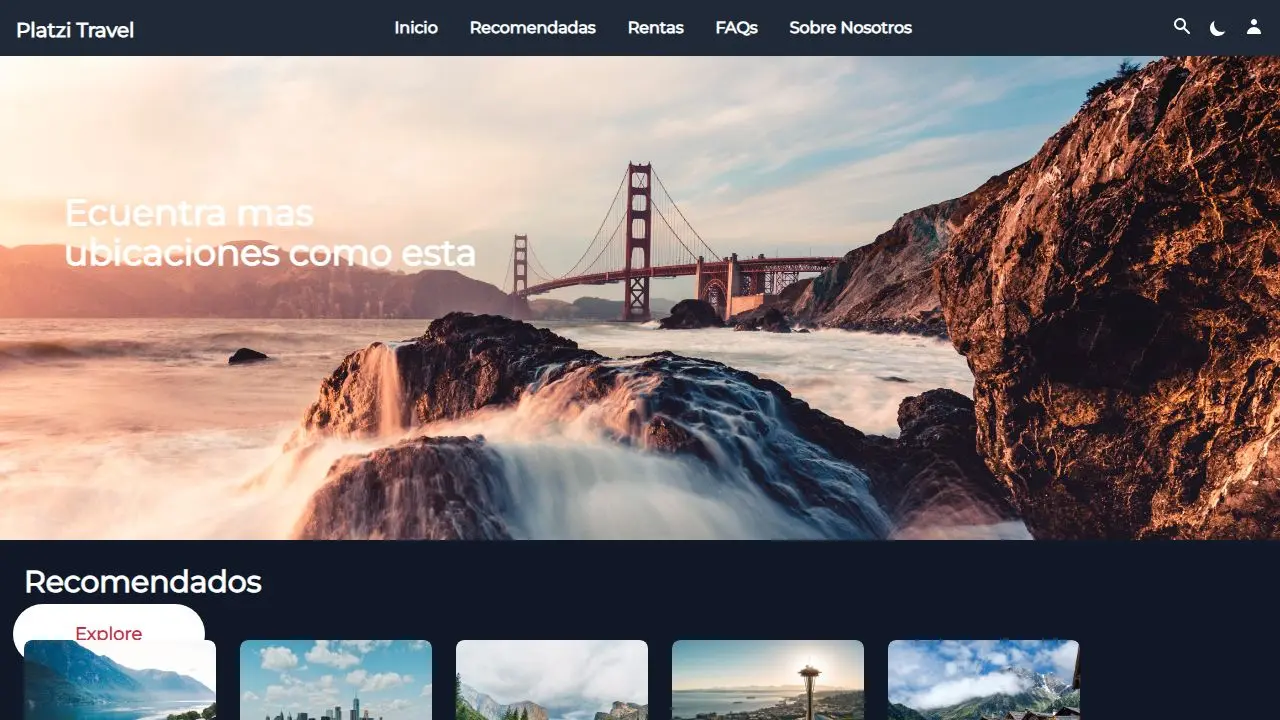 Platzi Travel
Inicio
Recomendadas
Rentas
FAQs
Sobre Nosotros
Ecuentra mas
ubicaciones como esta
Recomendados
Explore